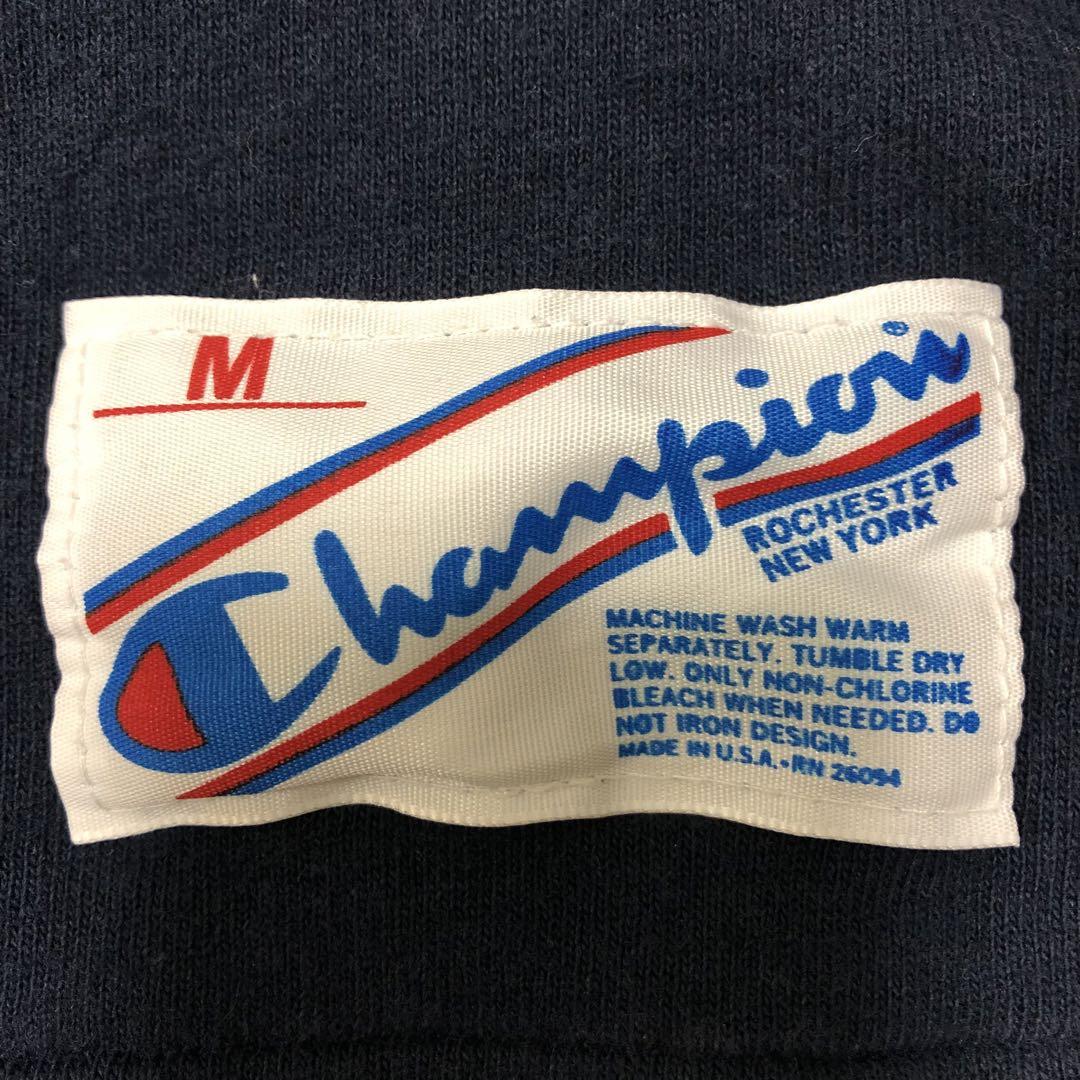 M
Champion
ROCHESTER
NEW YORK
MACHINE WASH WARM
SEPARATELY. TUMBLE DRY
LOW. ONLY NON-CHLORINE
BLEACH WHEN NEEDED. DO
NOT IRON DESIGN.
MADE IN U.S.A.•RN 26094